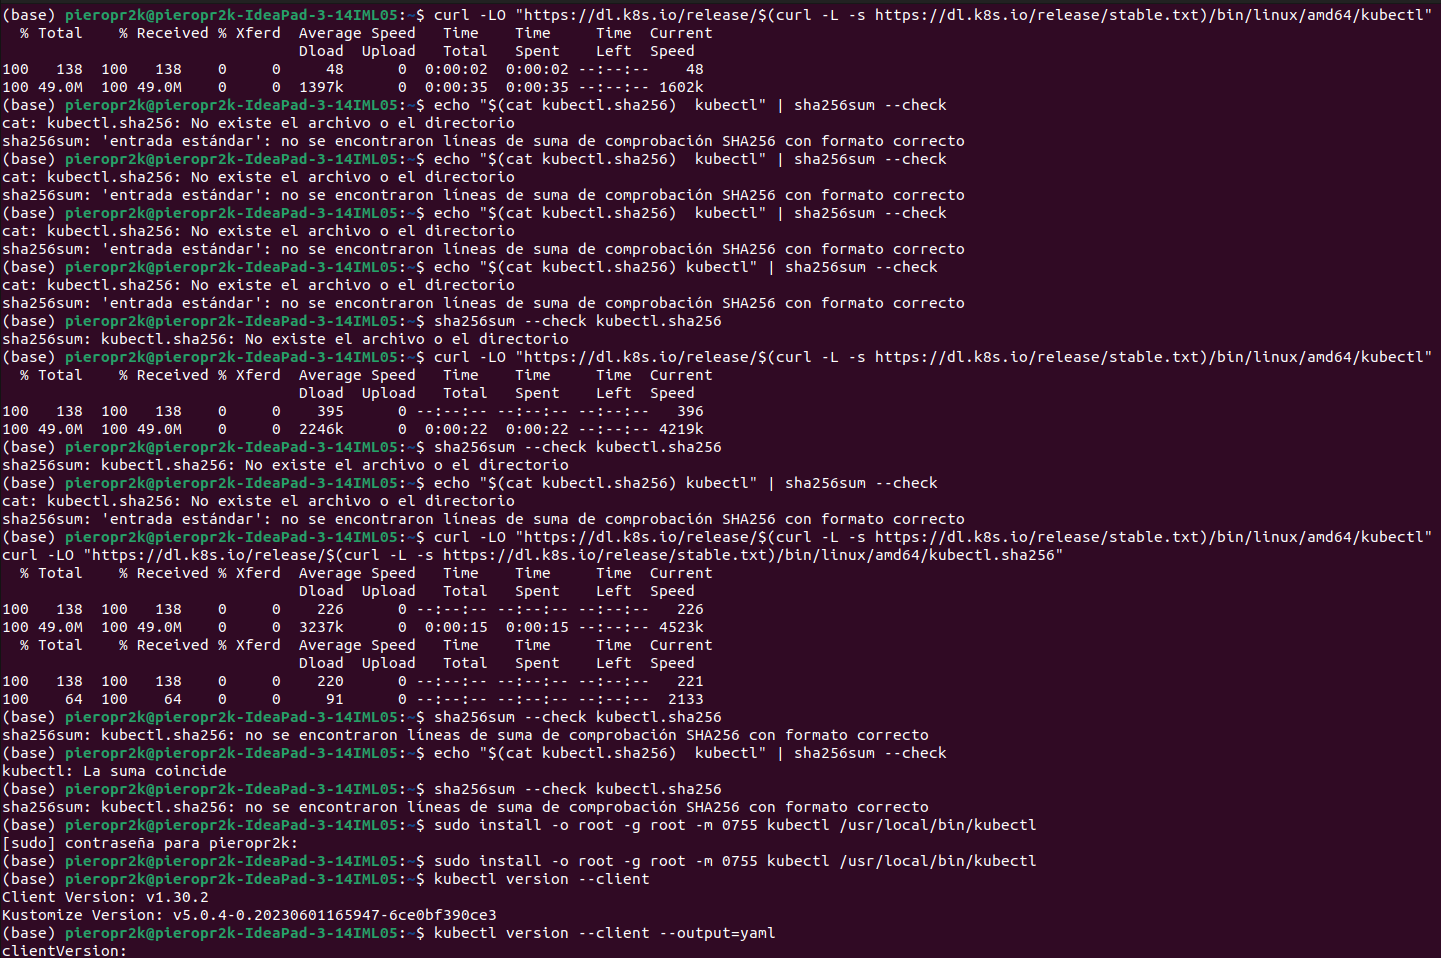 (base) pieropr2k@pieropr2k-IdeaPad-3-14IML05:~$ curl -LO "https://dl.k8s.io/release/$(curl -L -s https://dl.k8s.io/release/stable.txt)/bin/linux/amd64/kubectl"
  % Total    % Received % Xferd  Average Speed   Time    Time     Time  Current
                                 Dload  Upload   Total   Spent    Left  Speed
100   138  100   138    0     0     48      0  0:00:02  0:00:02 --:--:--    48
100 49.0M  100 49.0M    0     0  1397k      0  0:00:35  0:00:35 --:--:-- 1602k
(base) pieropr2k@pieropr2k-IdeaPad-3-14IML05:~$ echo "$(cat kubectl.sha256)  kubectl" | sha256sum --check
cat: kubectl.sha256: No existe el archivo o el directorio
sha256sum: 'entrada estándar': no se encontraron líneas de suma de comprobación SHA256 con formato correcto
(base) pieropr2k@pieropr2k-IdeaPad-3-14IML05:~$ echo "$(cat kubectl.sha256)  kubectl" | sha256sum --check
cat: kubectl.sha256: No existe el archivo o el directorio
sha256sum: 'entrada estándar': no se encontraron líneas de suma de comprobación SHA256 con formato correcto
(base) pieropr2k@pieropr2k-IdeaPad-3-14IML05:~$ echo "$(cat kubectl.sha256)  kubectl" | sha256sum --check
cat: kubectl.sha256: No existe el archivo o el directorio
sha256sum: 'entrada estándar': no se encontraron líneas de suma de comprobación SHA256 con formato correcto
(base) pieropr2k@pieropr2k-IdeaPad-3-14IML05:~$ echo "$(cat kubectl.sha256) kubectl" | sha256sum --check
cat: kubectl.sha256: No existe el archivo o el directorio
sha256sum: 'entrada estándar': no se encontraron líneas de suma de comprobación SHA256 con formato correcto
(base) pieropr2k@pieropr2k-IdeaPad-3-14IML05:~$ sha256sum --check kubectl.sha256
sha256sum: kubectl.sha256: No existe el archivo o el directorio
(base) pieropr2k@pieropr2k-IdeaPad-3-14IML05:~$ curl -LO "https://dl.k8s.io/release/$(curl -L -s https://dl.k8s.io/release/stable.txt)/bin/linux/amd64/kubectl"
  % Total    % Received % Xferd  Average Speed   Time    Time     Time  Current
                                 Dload  Upload   Total   Spent    Left  Speed
100   138  100   138    0     0    395      0 --:--:-- --:--:-- --:--:--   396
100 49.0M  100 49.0M    0     0  2246k      0  0:00:22  0:00:22 --:--:-- 4219k
(base) pieropr2k@pieropr2k-IdeaPad-3-14IML05:~$ sha256sum --check kubectl.sha256
sha256sum: kubectl.sha256: No existe el archivo o el directorio
(base) pieropr2k@pieropr2k-IdeaPad-3-14IML05:~$ echo "$(cat kubectl.sha256) kubectl" | sha256sum --check
cat: kubectl.sha256: No existe el archivo o el directorio
sha256sum: 'entrada estándar': no se encontraron líneas de suma de comprobación SHA256 con formato correcto
(base) pieropr2k@pieropr2k-IdeaPad-3-14IML05:~$ curl -LO "https://dl.k8s.io/release/$(curl -L -s https://dl.k8s.io/release/stable.txt)/bin/linux/amd64/kubectl"
curl -LO "https://dl.k8s.io/release/$(curl -L -s https://dl.k8s.io/release/stable.txt)/bin/linux/amd64/kubectl.sha256"
  % Total    % Received % Xferd  Average Speed   Time    Time     Time  Current
                                 Dload  Upload   Total   Spent    Left  Speed
100   138  100   138    0     0    226      0 --:--:-- --:--:-- --:--:--   226
100 49.0M  100 49.0M    0     0  3237k      0  0:00:15  0:00:15 --:--:-- 4523k
  % Total    % Received % Xferd  Average Speed   Time    Time     Time  Current
                                 Dload  Upload   Total   Spent    Left  Speed
100   138  100   138    0     0    220      0 --:--:-- --:--:-- --:--:--   221
100    64  100    64    0     0     91      0 --:--:-- --:--:-- --:--:--  2133
(base) pieropr2k@pieropr2k-IdeaPad-3-14IML05:~$ sha256sum --check kubectl.sha256
sha256sum: kubectl.sha256: no se encontraron líneas de suma de comprobación SHA256 con formato correcto
(base) pieropr2k@pieropr2k-IdeaPad-3-14IML05:~$ echo "$(cat kubectl.sha256)  kubectl" | sha256sum --check
kubectl: La suma coincide
(base) pieropr2k@pieropr2k-IdeaPad-3-14IML05:~$ sha256sum --check kubectl.sha256
sha256sum: kubectl.sha256: no se encontraron líneas de suma de comprobación SHA256 con formato correcto
(base) pieropr2k@pieropr2k-IdeaPad-3-14IML05:~$ sudo install -o root -g root -m 0755 kubectl /usr/local/bin/kubectl
[sudo] contraseña para pieropr2k:
(base) pieropr2k@pieropr2k-IdeaPad-3-14IML05:~$ sudo install -o root -g root -m 0755 kubectl /usr/local/bin/kubectl
(base) pieropr2k@pieropr2k-IdeaPad-3-14IML05:~$ kubectl version --client
Client Version: v1.30.2
Kustomize Version: v5.0.4-0.20230601165947-6ce0bf390ce3
(base) pieropr2k@pieropr2k-IdeaPad-3-14IML05:~$ kubectl version --client --output=yaml
clientVersion: